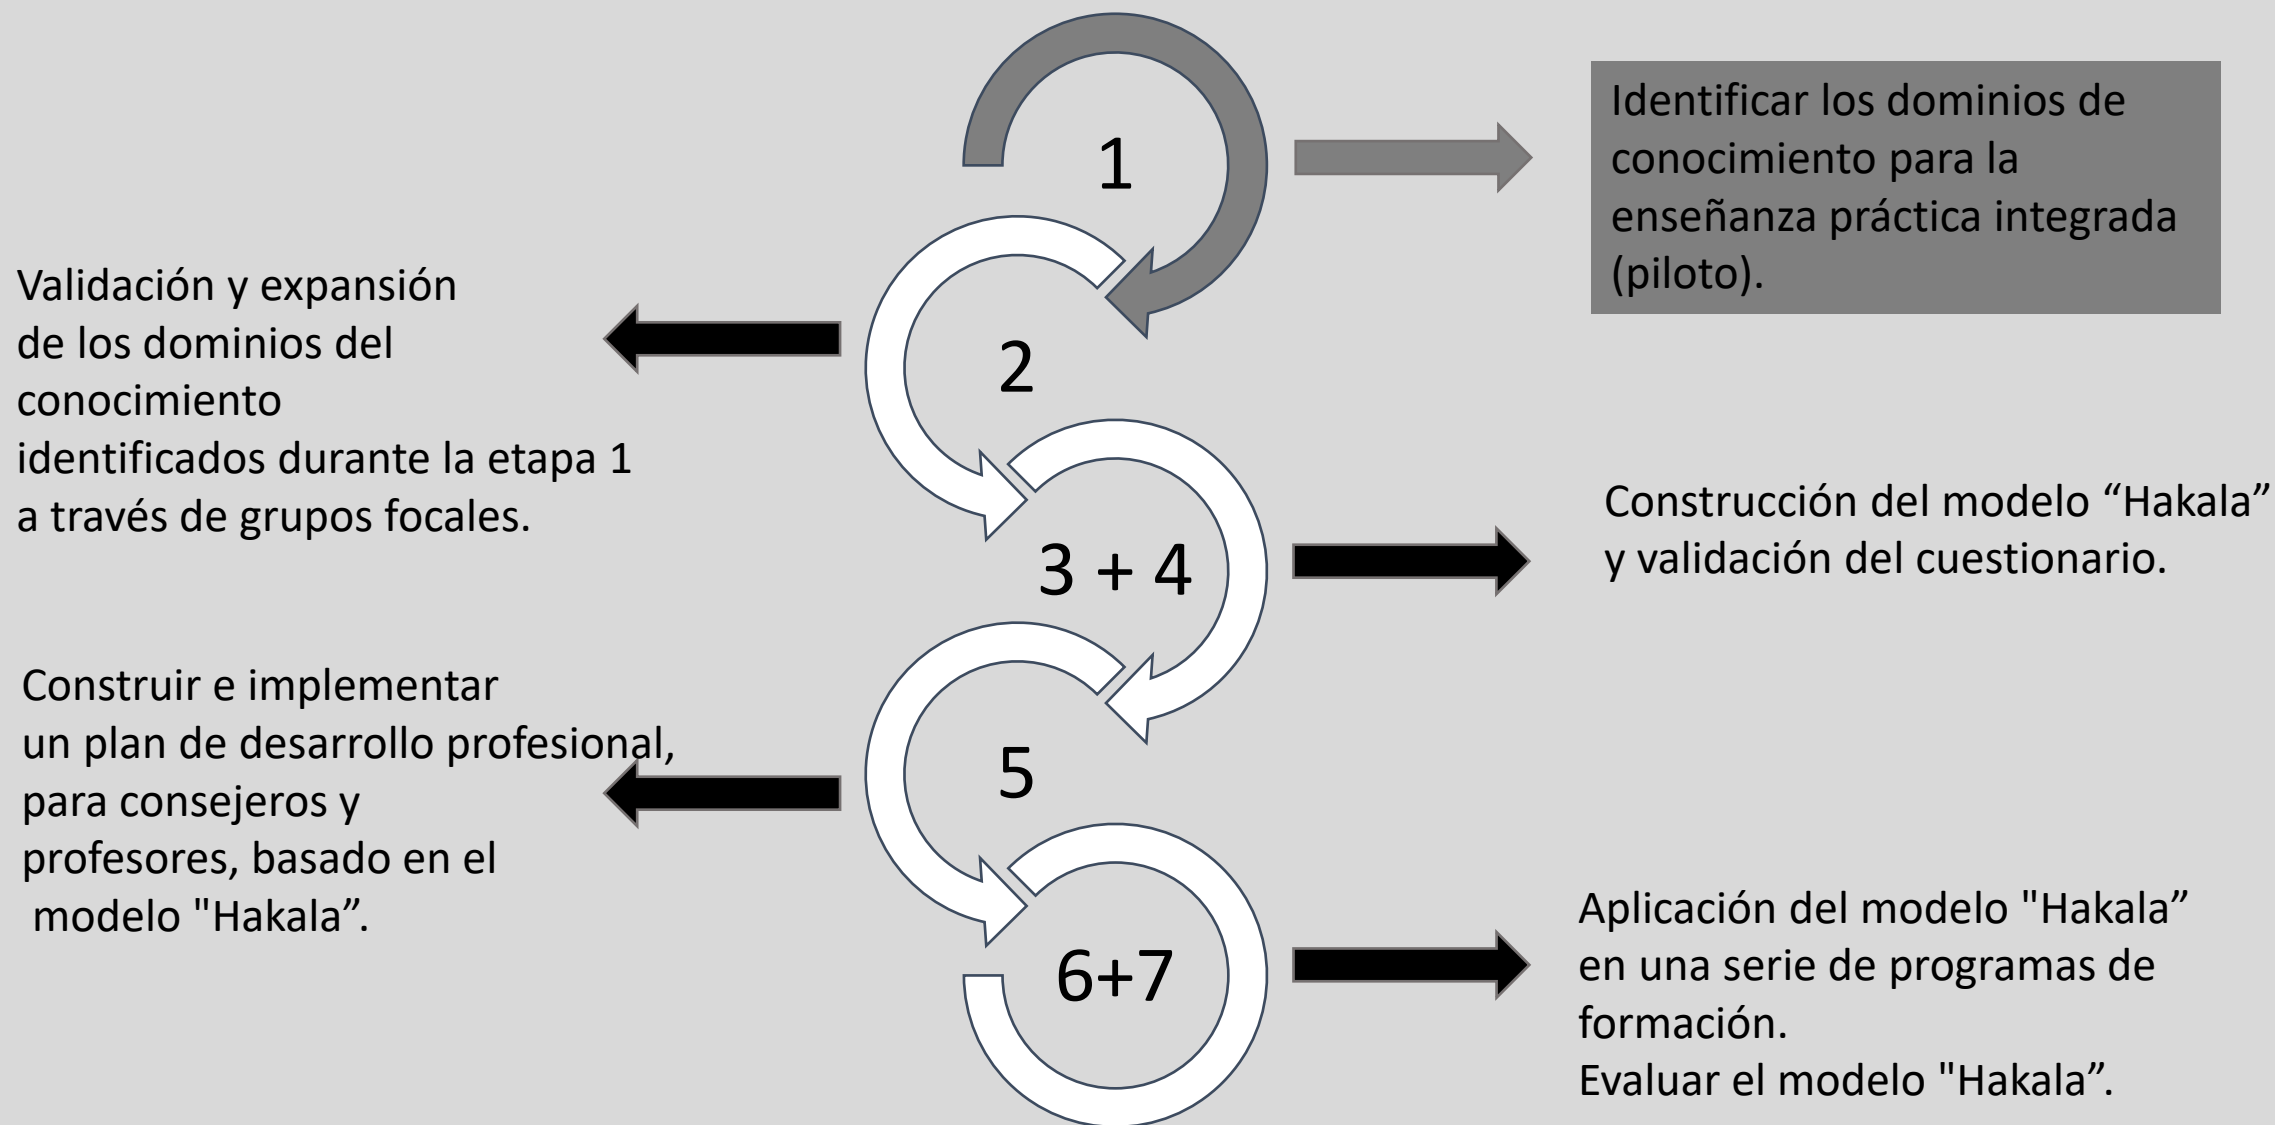 1
Identificar los dominios de
conocimiento para la
enseñanza práctica integrada
(piloto).
Validación y expansión
de los dominios del
conocimiento
identificados durante la etapa 1
a través de grupos focales.
2
3 + 4
Construcción del modelo “Hakala”
y validación del cuestionario.
Construir e implementar
un plan de desarrollo profesional,
para consejeros y
profesores, basado en el
modelo "Hakala”.
5
6+7
Aplicación del modelo "Hakala”
en una serie de programas de
formación.
Evaluar el modelo "Hakala”.